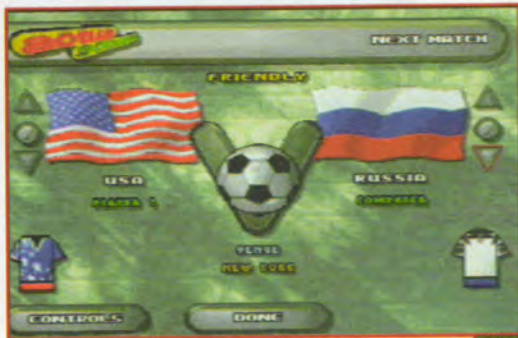 NEXT MATCH
FRIENDLY
USA
RUSSIA
PLAYER 1
COMPUTER
VENUE
NEW YORK
CONTROLS
DONE